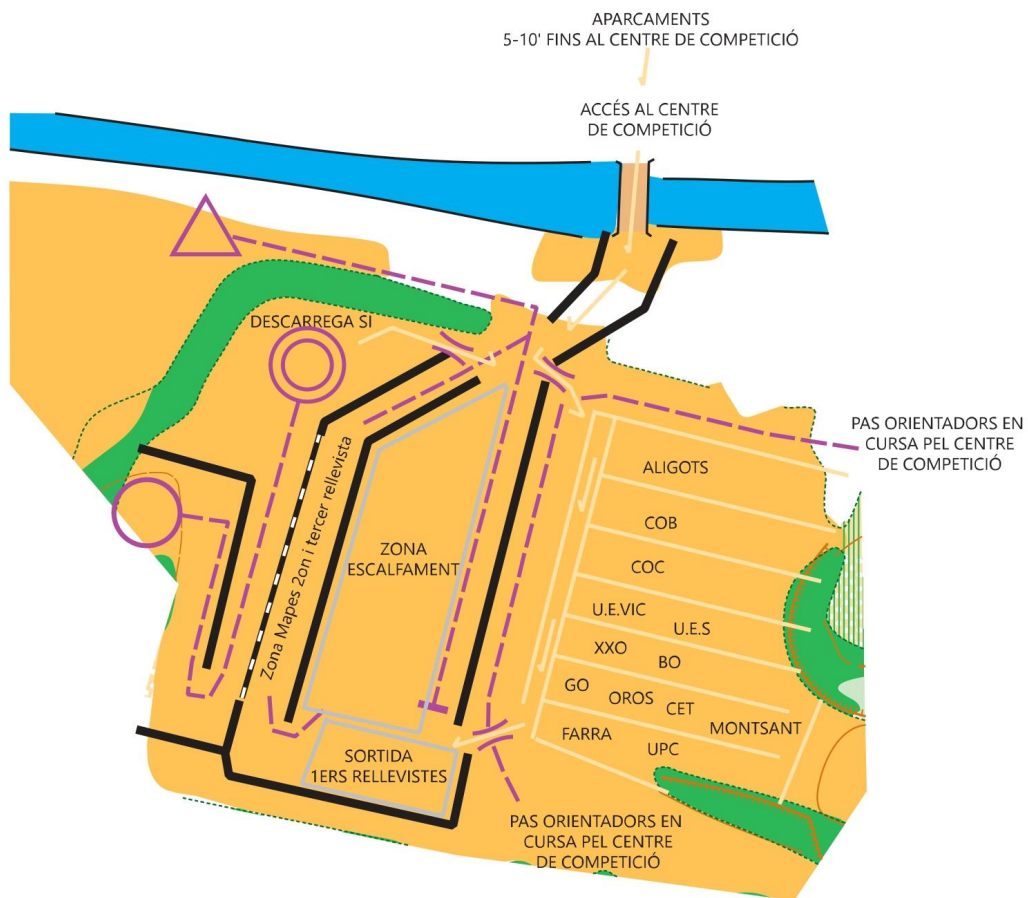 APARCAMENTS
5-10' FINS AL CENTRE DE COMPETICIÓ
ACCÉS AL CENTRE
DE COMPETICIÓ
DESCARREGA SI
PAS ORIENTADORS EN
CURSA PEL CENTRE
DE COMPETICIÓ
ALIGOTS
COB
COC
Zona Mapes 2on i tercer rellevista
ZONA
ESCALFAMENT
U.E.VIC
U.E.S
XXO
BO
GO
OROS
CET
MONTSANT
FARRA
UPC
SORTIDA
1ERS RELLEVISTES
PAS ORIENTADORS EN
CURSA PEL CENTRE
DE COMPETICIÓ